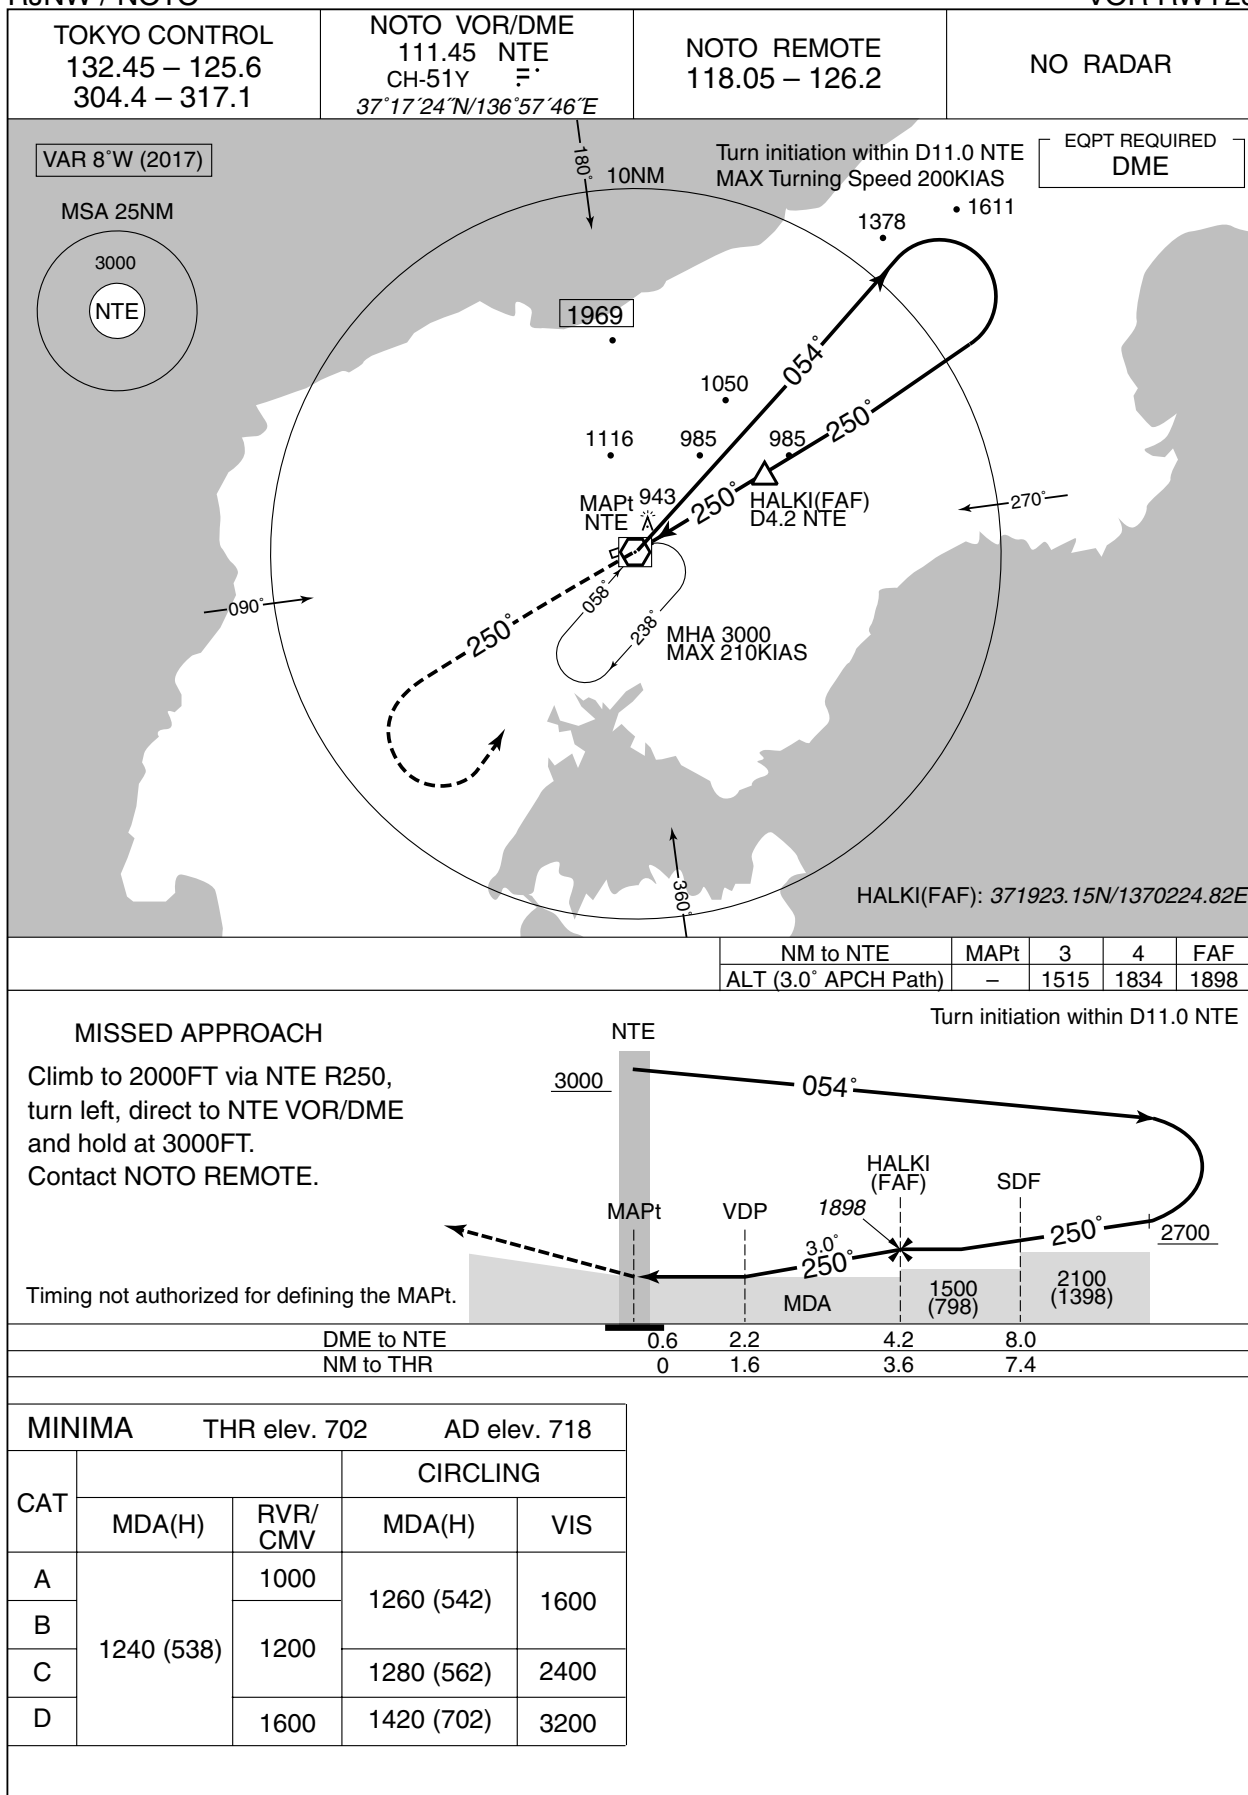 RJNW / NOTO
VOR RWY25
TOKYO CONTROL
132.45 – 125.6
304.4 – 317.1
NOTO VOR/DME
111.45 NTE
CH-51Y
37°17´24˝N/136°57´46˝E
NOTO REMOTE
118.05 – 126.2
NO RADAR
VAR 8°W (2017)
MSA 25NM
3000
NTE
180°
10NM
Turn initiation within D11.0 NTE
MAX Turning Speed 200KIAS
EQPT REQUIRED
DME
1611
1378
1969
054°
1050
250°
1116
985
985
943
MAPt
NTE
250°
HALKI(FAF)
D4.2 NTE
270°
090°
058°
238°
250°
MHA 3000
MAX 210KIAS
360°
HALKI(FAF): 371923.15N/1370224.82E
NM to NTE MAPt 3 4 FAF
ALT (3.0° APCH Path) – 1515 1834 1898
Turn initiation within D11.0 NTE
MISSED APPROACH
Climb to 2000FT via NTE R250,
turn left, direct to NTE VOR/DME
and hold at 3000FT.
Contact NOTO REMOTE.
NTE
3000
054°
HALKI
(FAF)
SDF
MAPt
VDP
1898
3.0°
250°
250°
2700
MDA
1500
(798)
2100
(1398)
Timing not authorized for defining the MAPt.
DME to NTE 0.6 2.2 4.2 8.0
NM to THR 0 1.6 3.6 7.4
MINIMA THR elev. 702 AD elev. 718
CAT
CIRCLING
MDA(H)
RVR/
CMV
MDA(H)
VIS
A
1000
1260 (542)
1600
B
1240 (538)
1200
C
1280 (562)
2400
D
1600
1420 (702)
3200